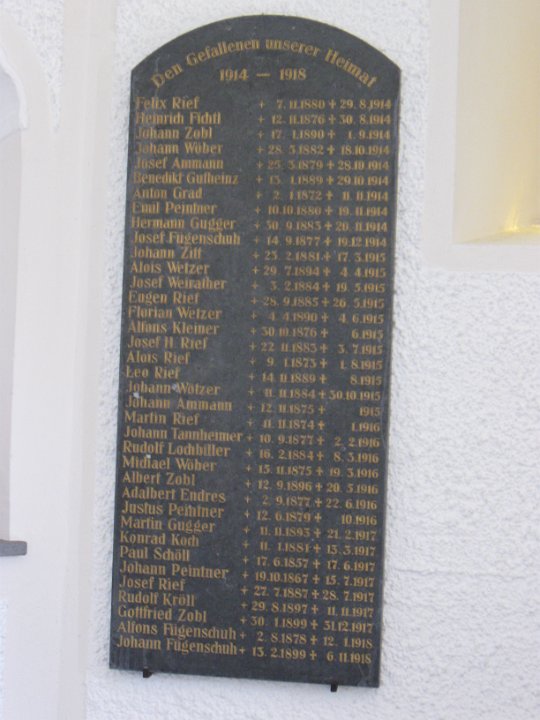 Den Gefallenen unserer Heimat
1914 — 1918
Felix Rief + 7.11.1880 ✝ 29.8.1914
Heinrich Fichtl + 12.11.1876 ✝ 30.8.1914
Johann Zobl + 17.1.1890 ✝ 1.9.1914
Johann Wöber + 28.3.1882 ✝ 18.10.1914
Josef Ammann + 25.3.1879 ✝ 28.10.1914
Benedikt Gutheinz + 13.1.1889 ✝ 29.10.1914
Anton Grad + 2.1.1872 ✝ 11.11.1914
Emil Peintner + 10.10.1880 ✝ 19.11.1914
Hermann Gugger + 30.9.1883 ✝ 26.11.1914
Josef Fügenschuh + 14.9.1877 ✝ 19.12.1914
Johann Zitt + 23.2.1881 ✝ 17.3.1915
Alois Wetzer + 29.7.1894 ✝ 4.4.1915
Josef Weirather + 3.2.1884 ✝ 19.5.1915
Eugen Rief + 28.9.1885 ✝ 26.5.1915
Florian Wetzer + 4.4.1890 ✝ 4.6.1915
Alfons Kleiner + 30.10.1876 ✝ 6.1915
Josef H. Rief + 22.11.1883 ✝ 3.7.1915
Alois Rief + 9.1.1873 ✝ 1.8.1915
Leo Rief + 14.11.1889 ✝ 8.1915
Johann Wötzer + 11.11.1884 ✝ 30.10.1915
Johann Ammann + 12.11.1875 ✝ 1915
Martin Rief + 11.11.1874 ✝ 1.1916
Johann Tannheimer + 10.9.1877 ✝ 2.2.1916
Rudolf Lochbiller + 16.2.1884 ✝ 8.3.1916
Michael Wöber + 15.11.1875 ✝ 19.3.1916
Albert Zobl + 12.9.1896 ✝ 20.5.1916
Adalbert Endres + 2.9.1877 ✝ 22.6.1916
Justus Peintner + 12.6.1879 ✝ 10.1916
Martin Gugger + 11.11.1893 ✝ 21.2.1917
Konrad Koch + 11.1.1881 ✝ 13.3.1917
Paul Schöll + 17.6.1857 ✝ 17.6.1917
Johann Peintner + 19.10.1867 ✝ 15.7.1917
Josef Rief + 27.7.1887 ✝ 28.7.1917
Rudolf Kröll + 29.8.1897 ✝ 11.11.1917
Gottfried Zobl + 30.1.1899 ✝ 31.12.1917
Alfons Fügenschuh + 2.8.1878 ✝ 12.1.1918
Johann Fügenschuh + 13.2.1899 ✝ 6.11.1918